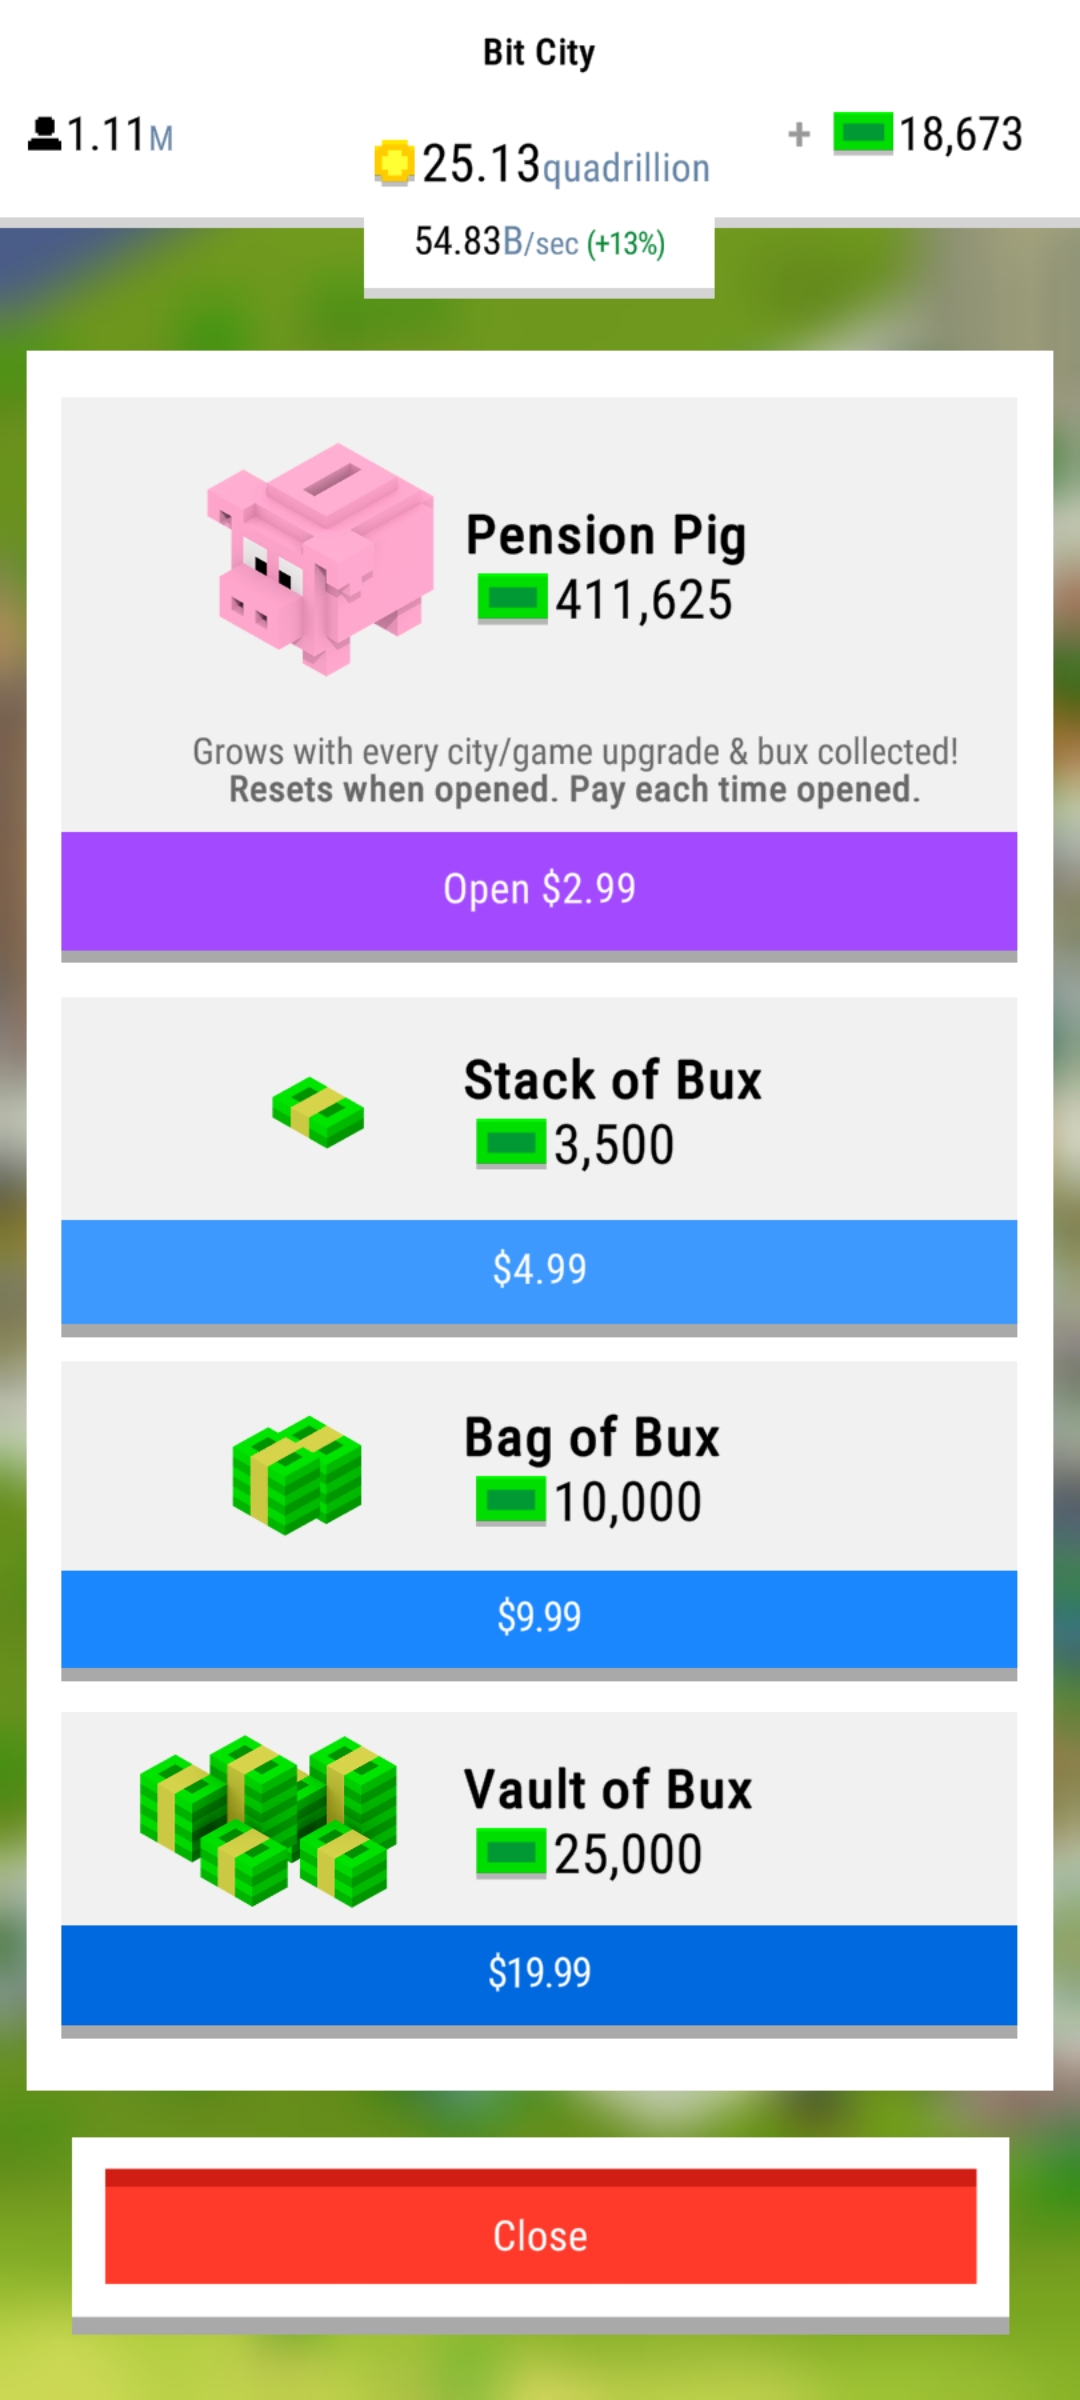 Bit City
1.11M
25.13quadrillion
+ 18,673
54.83B/sec (+13%)
Pension Pig
411,625
Grows with every city/game upgrade & bux collected!
Resets when opened. Pay each time opened.
Open $2.99
Stack of Bux
3,500
$4.99
Bag of Bux
10,000
$9.99
Vault of Bux
25,000
$19.99
Close